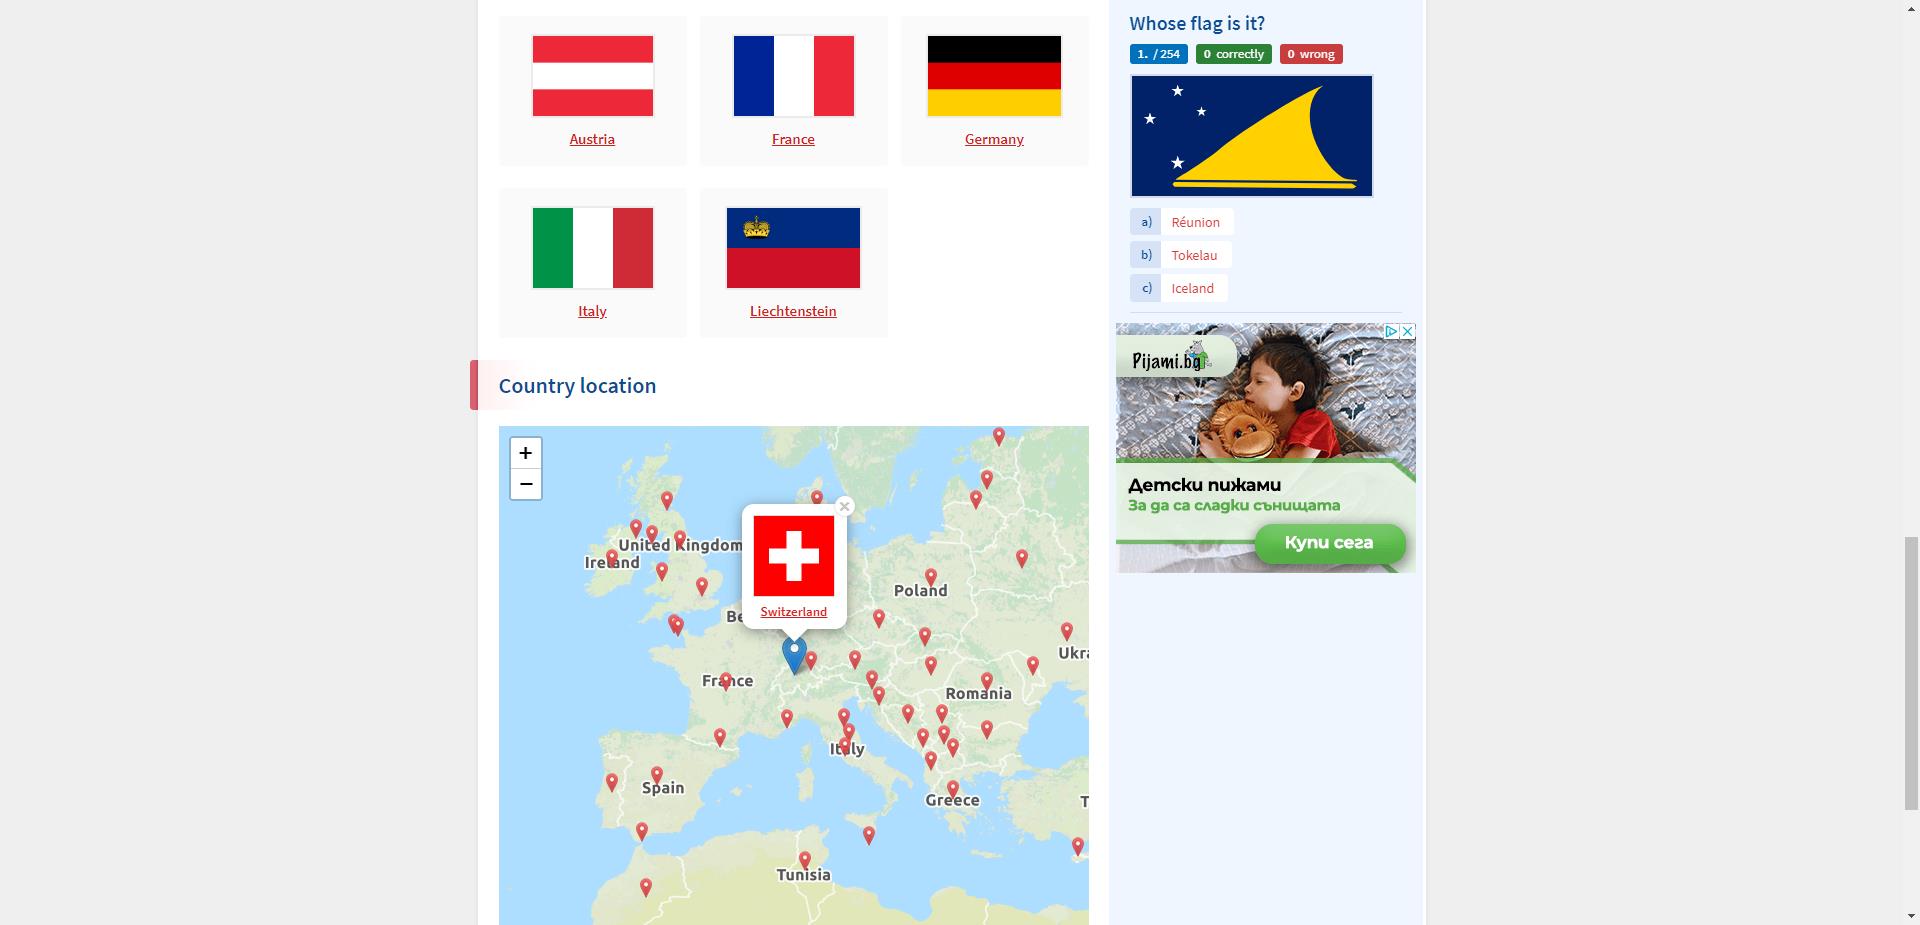 Austria
France
Germany
Italy
Liechtenstein
Country location
+
−
United Kingdom
Ireland
Poland
Switzerland
Be
Ukra
France
Romania
Italy
Spain
Greece
T
Tunisia
Whose flag is it?
1. / 254
0 correctly
0 wrong
a) Réunion
b) Tokelau
c) Iceland
Pijami.bg
Детски пижами
За да са сладки сънищата
Купи сега